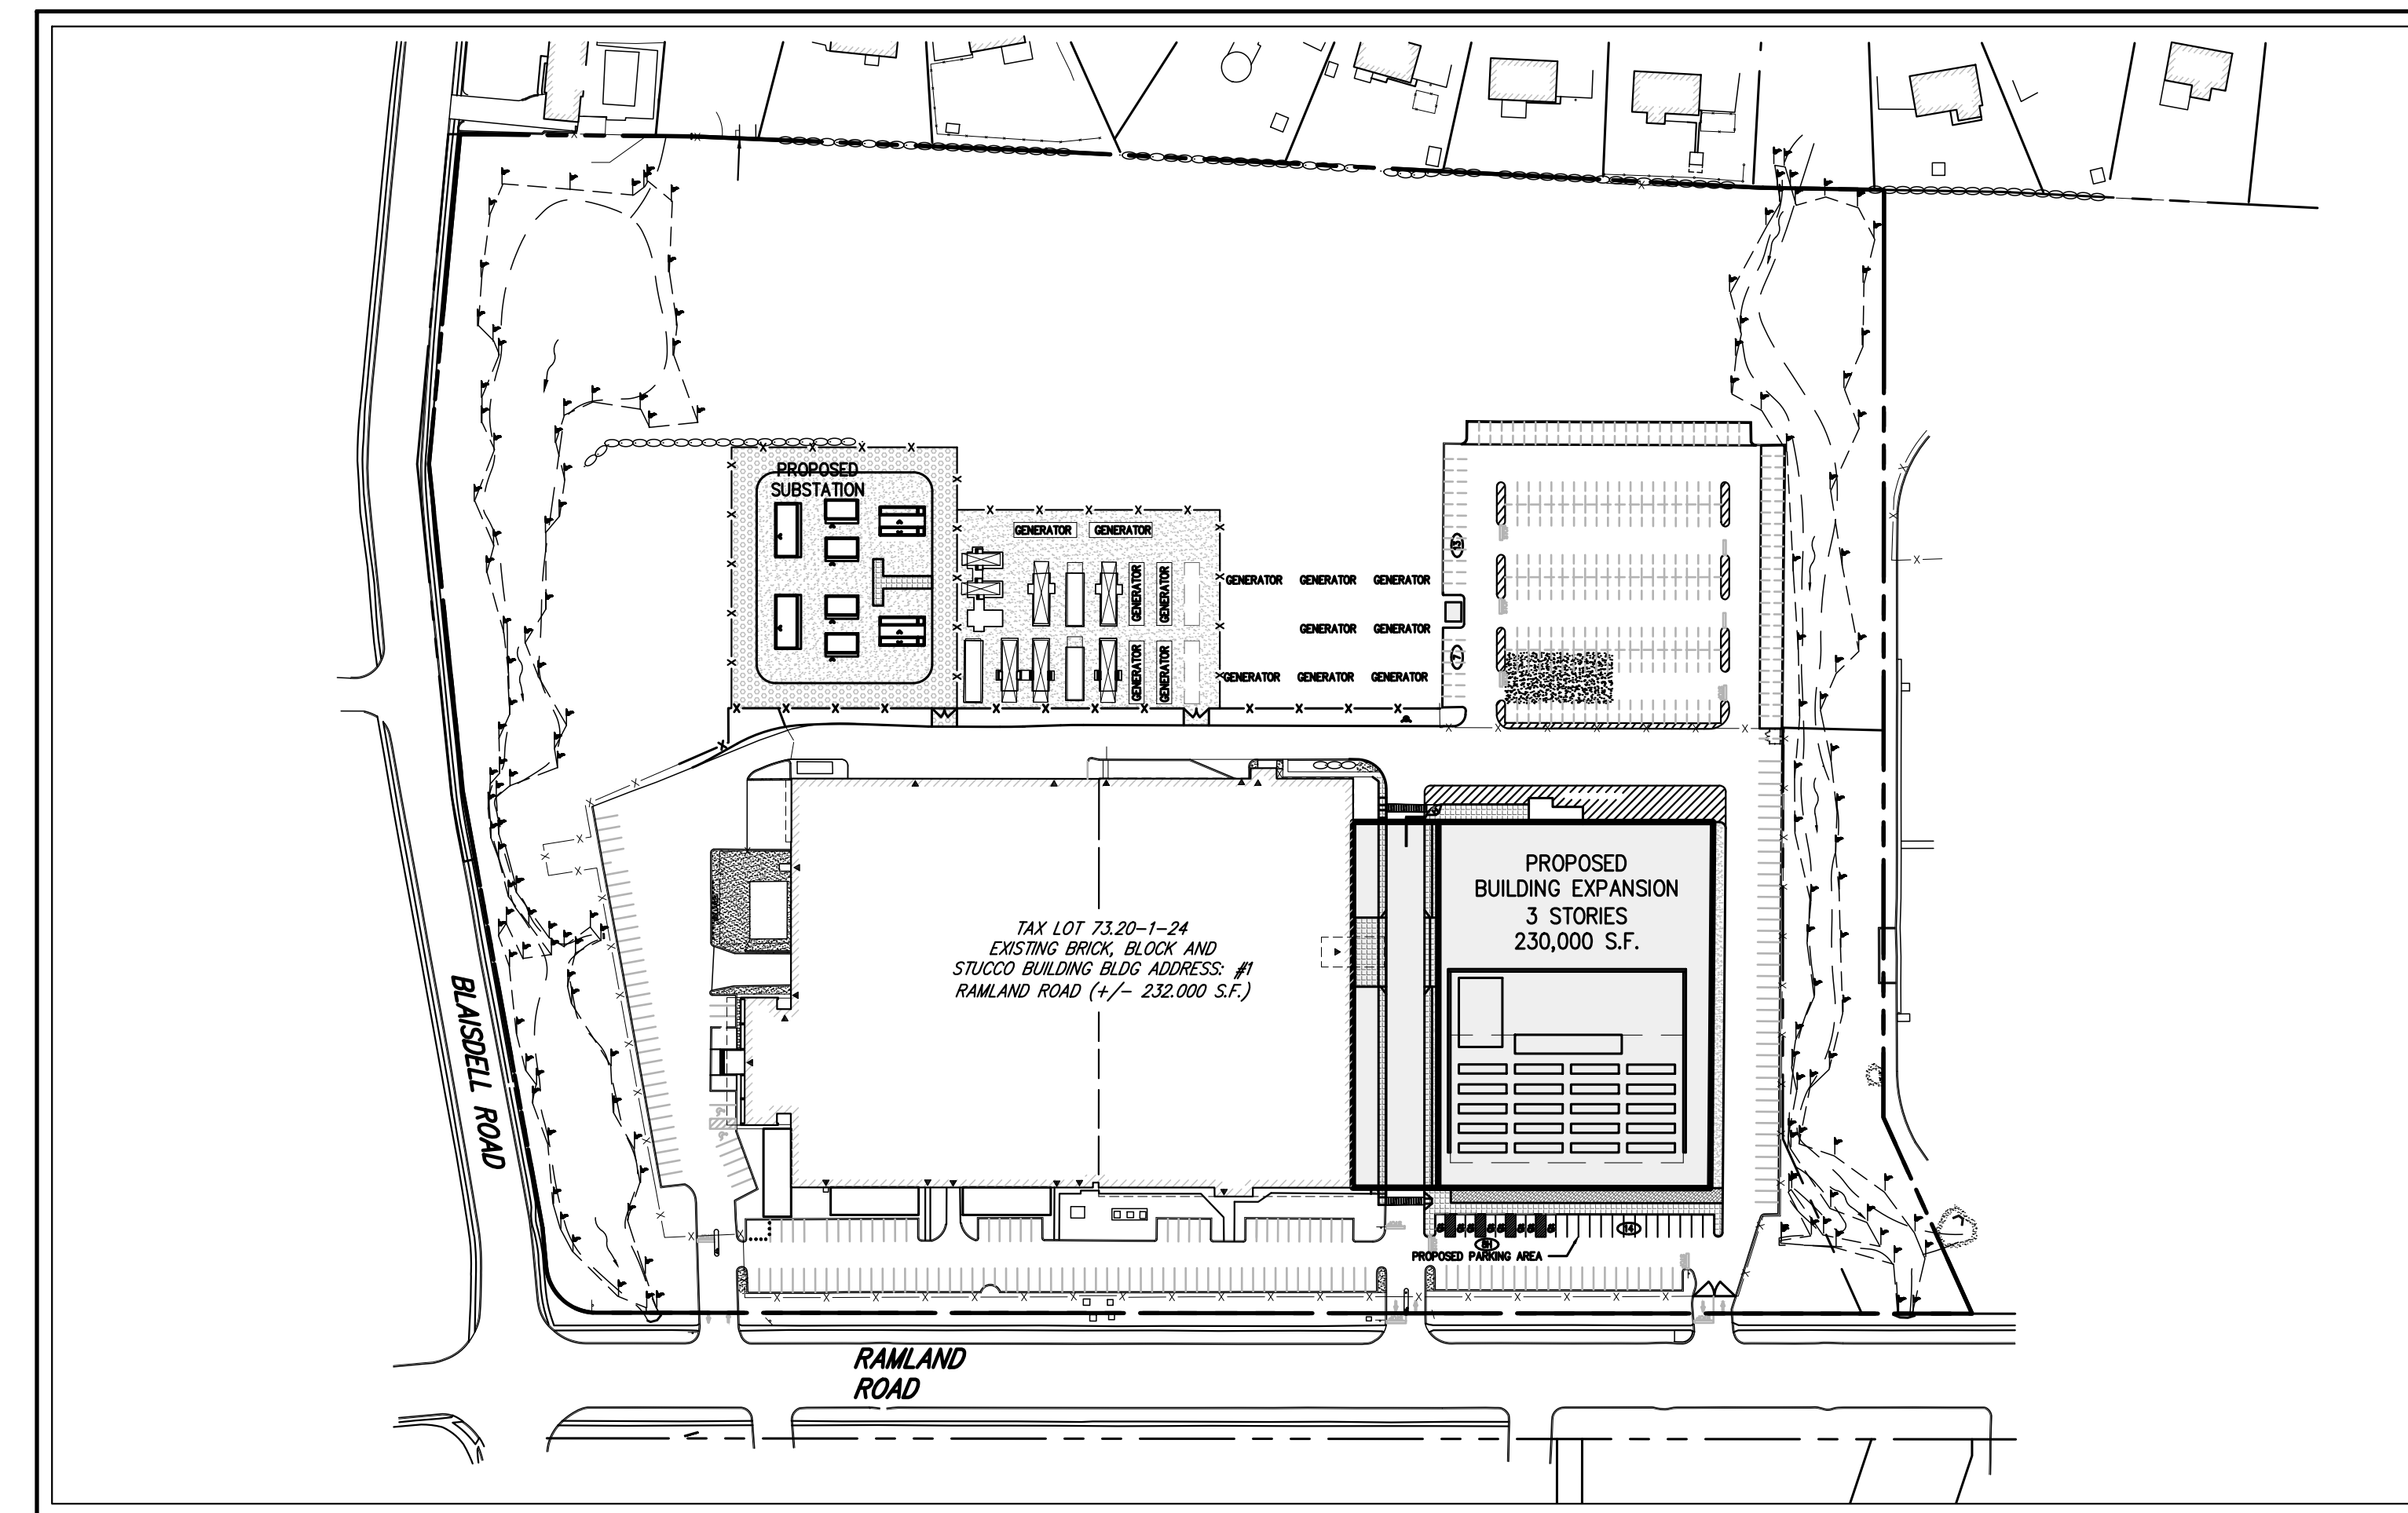 PROPOSED
SUBSTATION
GENERATOR GENERATOR
GENERATOR GENERATOR
GENERATOR GENERATOR GENERATOR
GENERATOR GENERATOR
GENERATOR GENERATOR
GENERATOR GENERATOR GENERATOR
13
7
PROPOSED
BUILDING EXPANSION
3 STORIES
230,000 S.F.
TAX LOT 73.20-1-24
EXISTING BRICK, BLOCK AND
STUCCO BUILDING BLDG ADDRESS: #1
RAMLAND ROAD (+/- 232.000 S.F.)
BLAISDELL ROAD
14
PROPOSED PARKING AREA
RAMLAND
ROAD